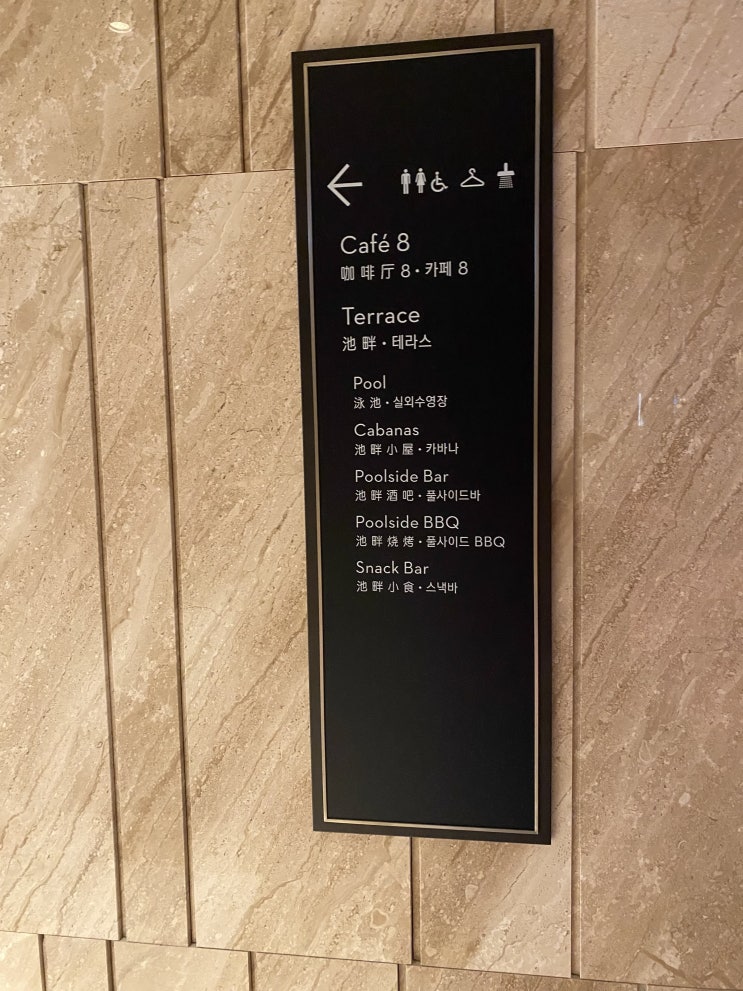 Café 8
咖啡厅 8 · 카페 8
Terrace
池畔 · 테라스
Pool
泳池 · 실외수영장
Cabanas
池畔小屋 · 카바나
Poolside Bar
池畔酒吧 · 풀사이드바
Poolside BBQ
池畔烧烤 · 풀사이드 BBQ
Snack Bar
池畔小食 · 스낵바